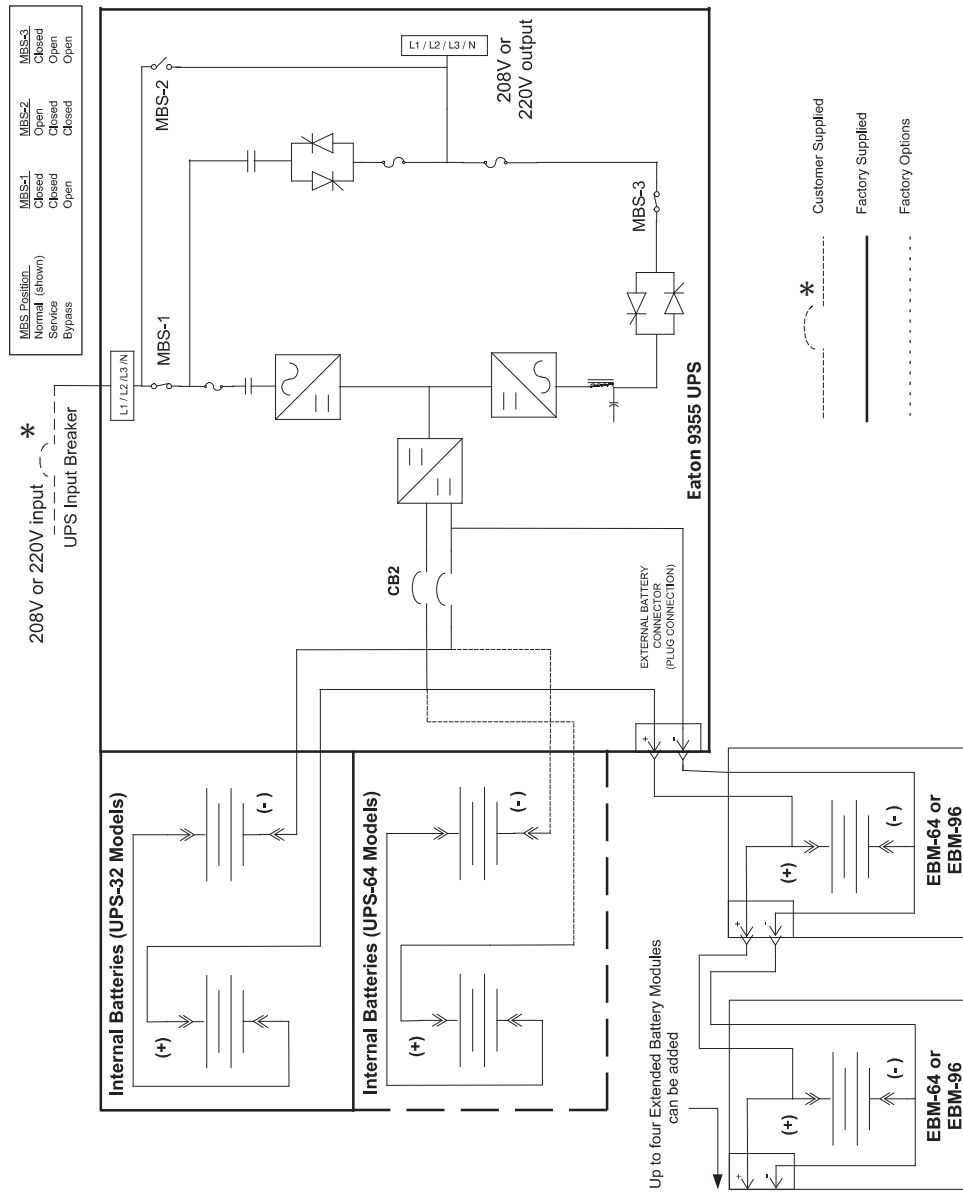 MBS Position MBS-1 MBS-2 MBS-3
Normal (shown) Closed Open Closed
Service Closed Closed Open
Bypass Open Closed Open
208V or 220V input
*
UPS Input Breaker
L1 / L2 /L3 /N
MBS-1
MBS-2
L1 / L2 / L3 / N
208V or
220V output
MBS-3
CB2
EXTERNAL BATTERY
CONNECTOR
(PLUG CONNECTION)
+
-
Eaton 9355 UPS
Internal Batteries (UPS-32 Models)
(+)
(-)
Internal Batteries (UPS-64 Models)
(+)
(-)
Up to four Extended Battery Modules
can be added
+
-
(+)
(-)
EBM-64 or
EBM-96
+
-
(+)
(-)
EBM-64 or
EBM-96
*
Customer Supplied
Factory Supplied
Factory Options